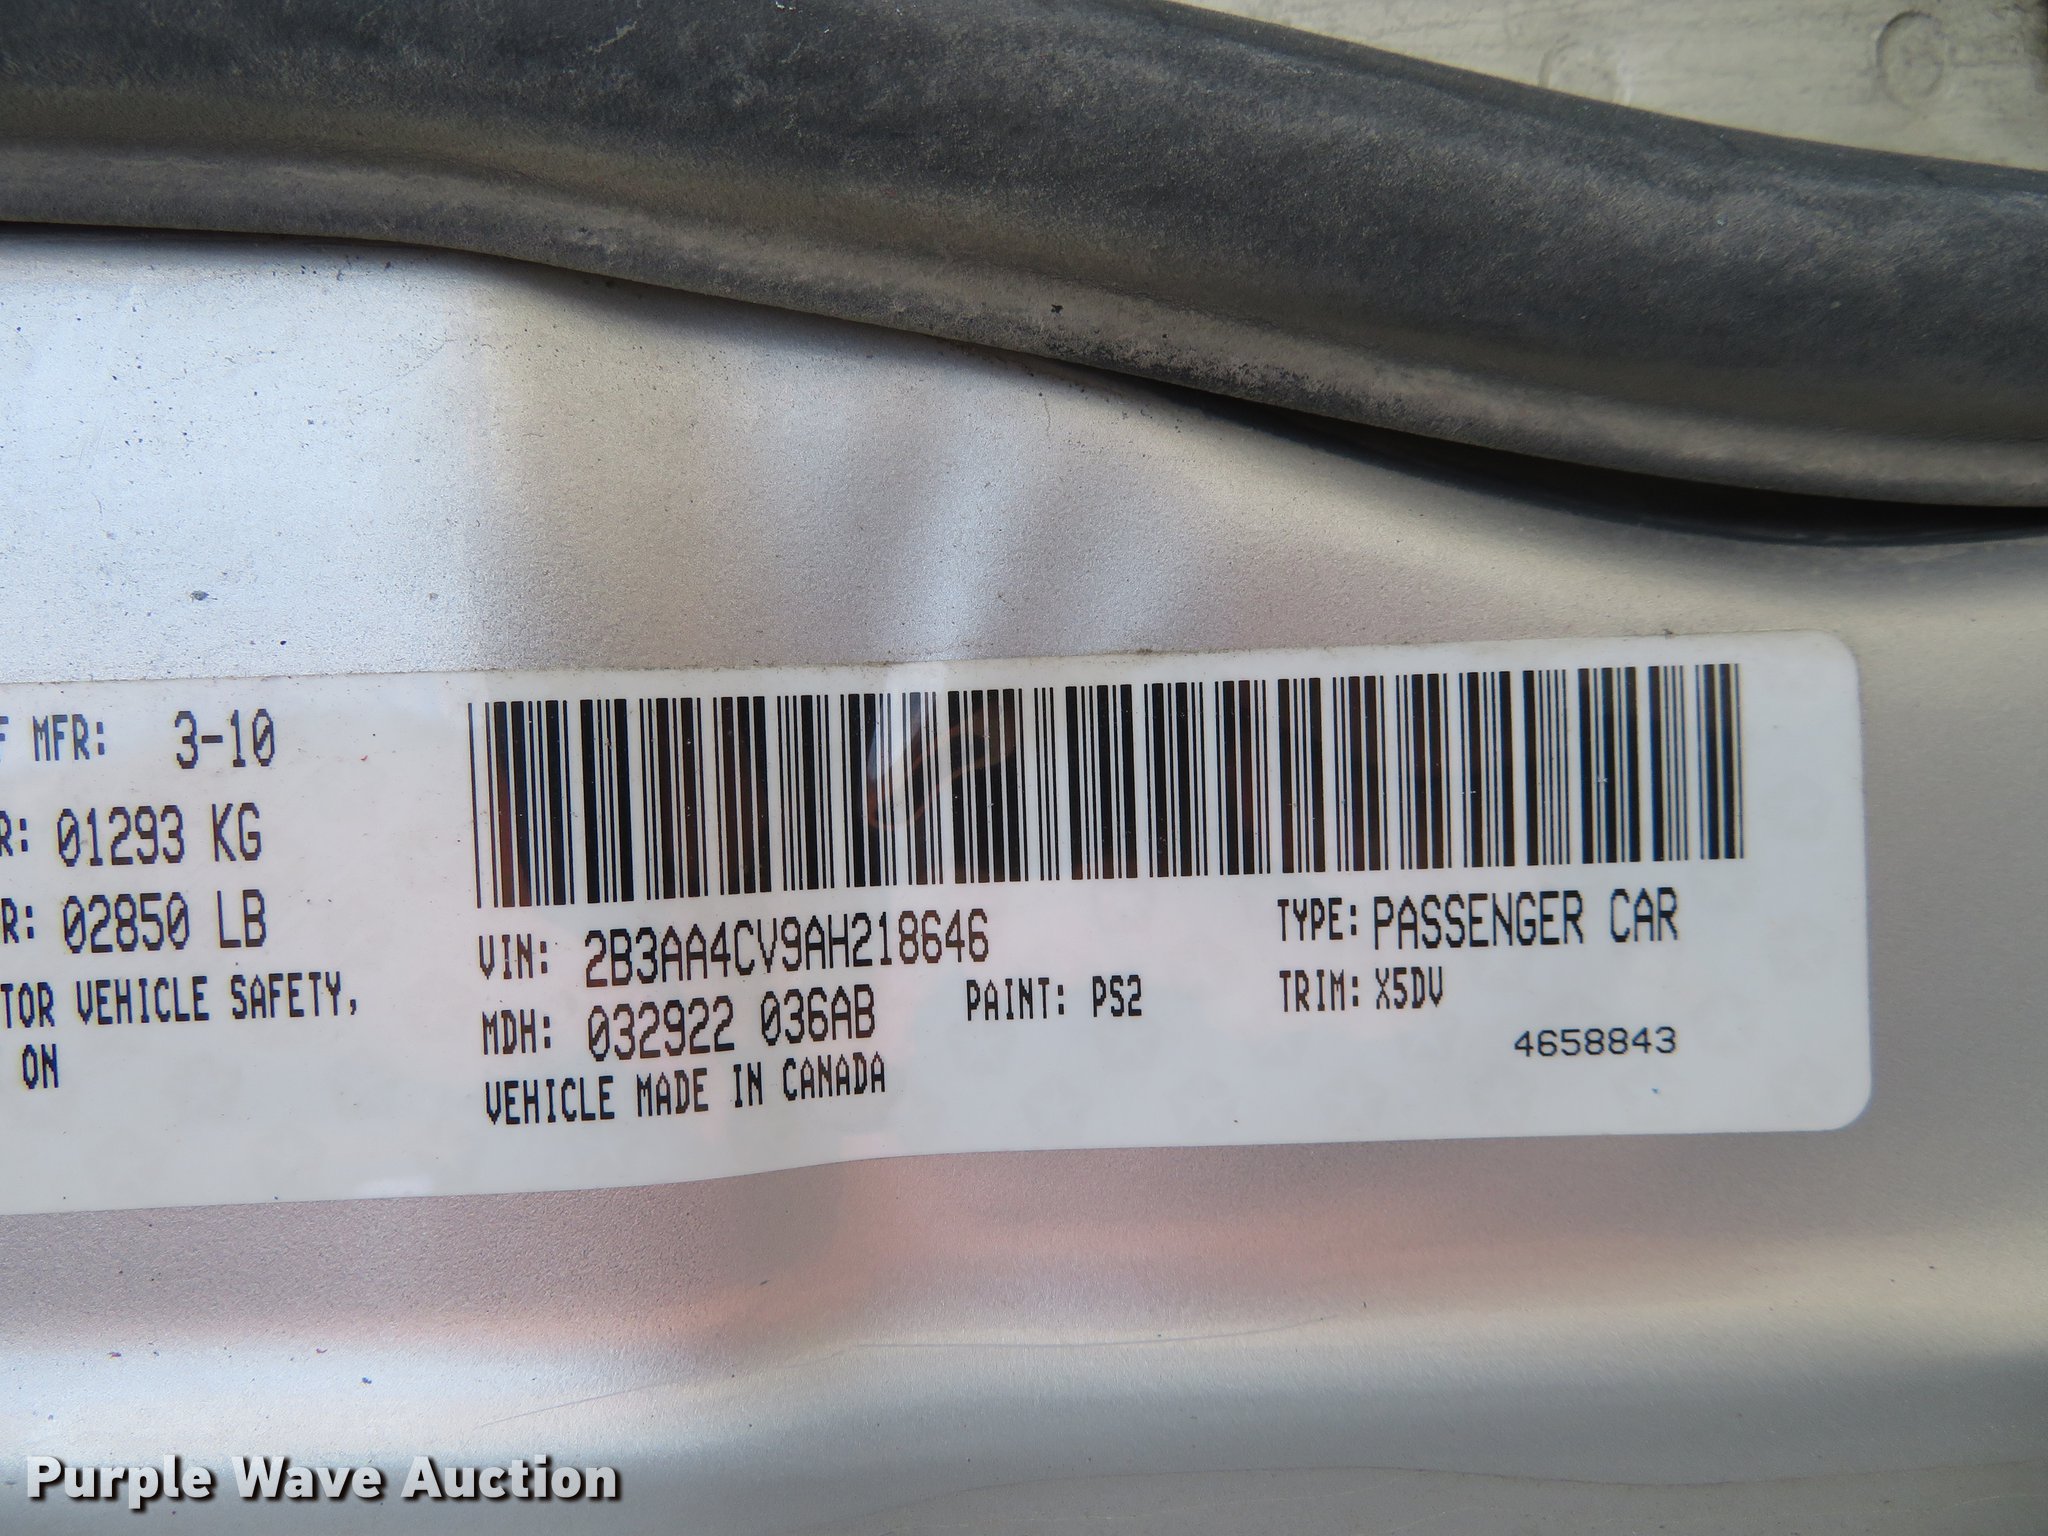 F MFR: 3-10
R: 01293 KG
R: 02850 LB
TOR VEHICLE SAFETY,
ON
VIN: 2B3AA4CV9AH218646
TYPE: PASSENGER CAR
MDH: 032922 036AB
PAINT: PS2
TRIM: X5DV
VEHICLE MADE IN CANADA
4658843
Purple Wave Auction